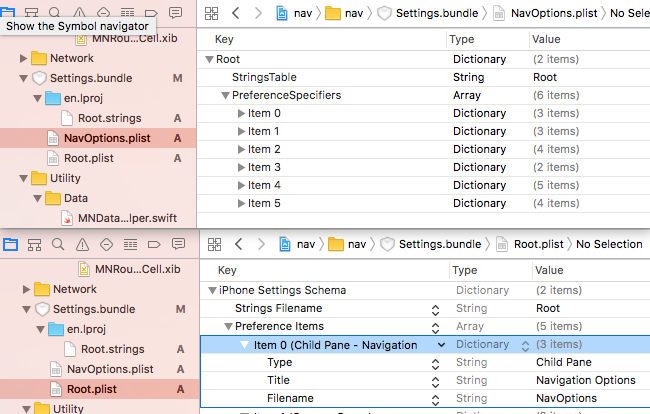 nav nav Settings.bundle NavOptions.plist No Selection
Show the Symbol navigator
MNRou...Cell.xib
Network
Settings.bundle M
en.lproj
Root.strings A
NavOptions.plist A
Root.plist A
Utility
Data
MNData...lper.swift
Key Type Value
Root Dictionary (2 items)
StringsTable String Root
PreferenceSpecifiers Array (6 items)
Item 0 Dictionary (3 items)
Item 1 Dictionary (3 items)
Item 2 Dictionary (4 items)
Item 3 Dictionary (2 items)
Item 4 Dictionary (5 items)
Item 5 Dictionary (4 items)
nav nav Settings.bundle Root.plist No Selection
MNRou...Cell.xib
Network
Settings.bundle M
en.lproj
Root.strings A
NavOptions.plist A
Root.plist A
Utility
Key Type Value
iPhone Settings Schema Dictionary (2 items)
Strings Filename String Root
Preference Items Array (5 items)
Item 0 (Child Pane - Navigation Dictionary (3 items)
Type String Child Pane
Title String Navigation Options
Filename String NavOptions